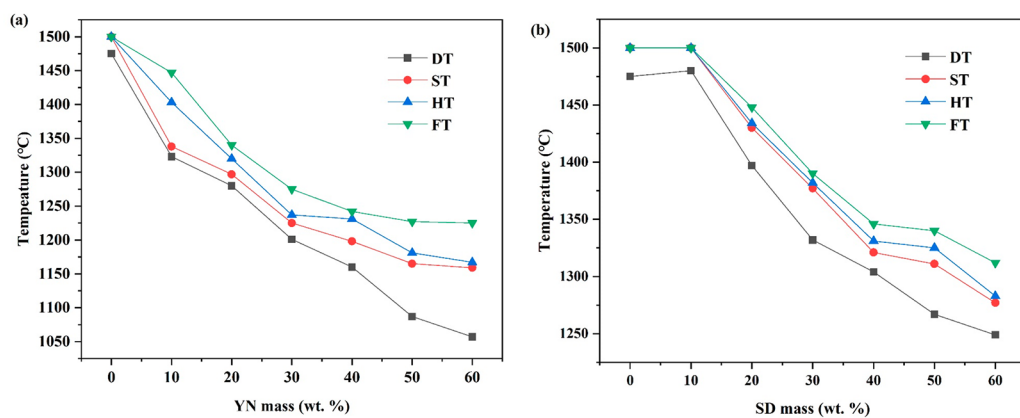 (a)
1500
1450
1400
1350
1300
1250
1200
1150
1100
1050
Tempeature (℃)
DT
ST
HT
FT
0 10 20 30 40 50 60
YN mass (wt. %)
(b)
1500
1450
1400
1350
1300
1250
Temperature (℃)
DT
ST
HT
FT
0 10 20 30 40 50 60
SD mass (wt. %)